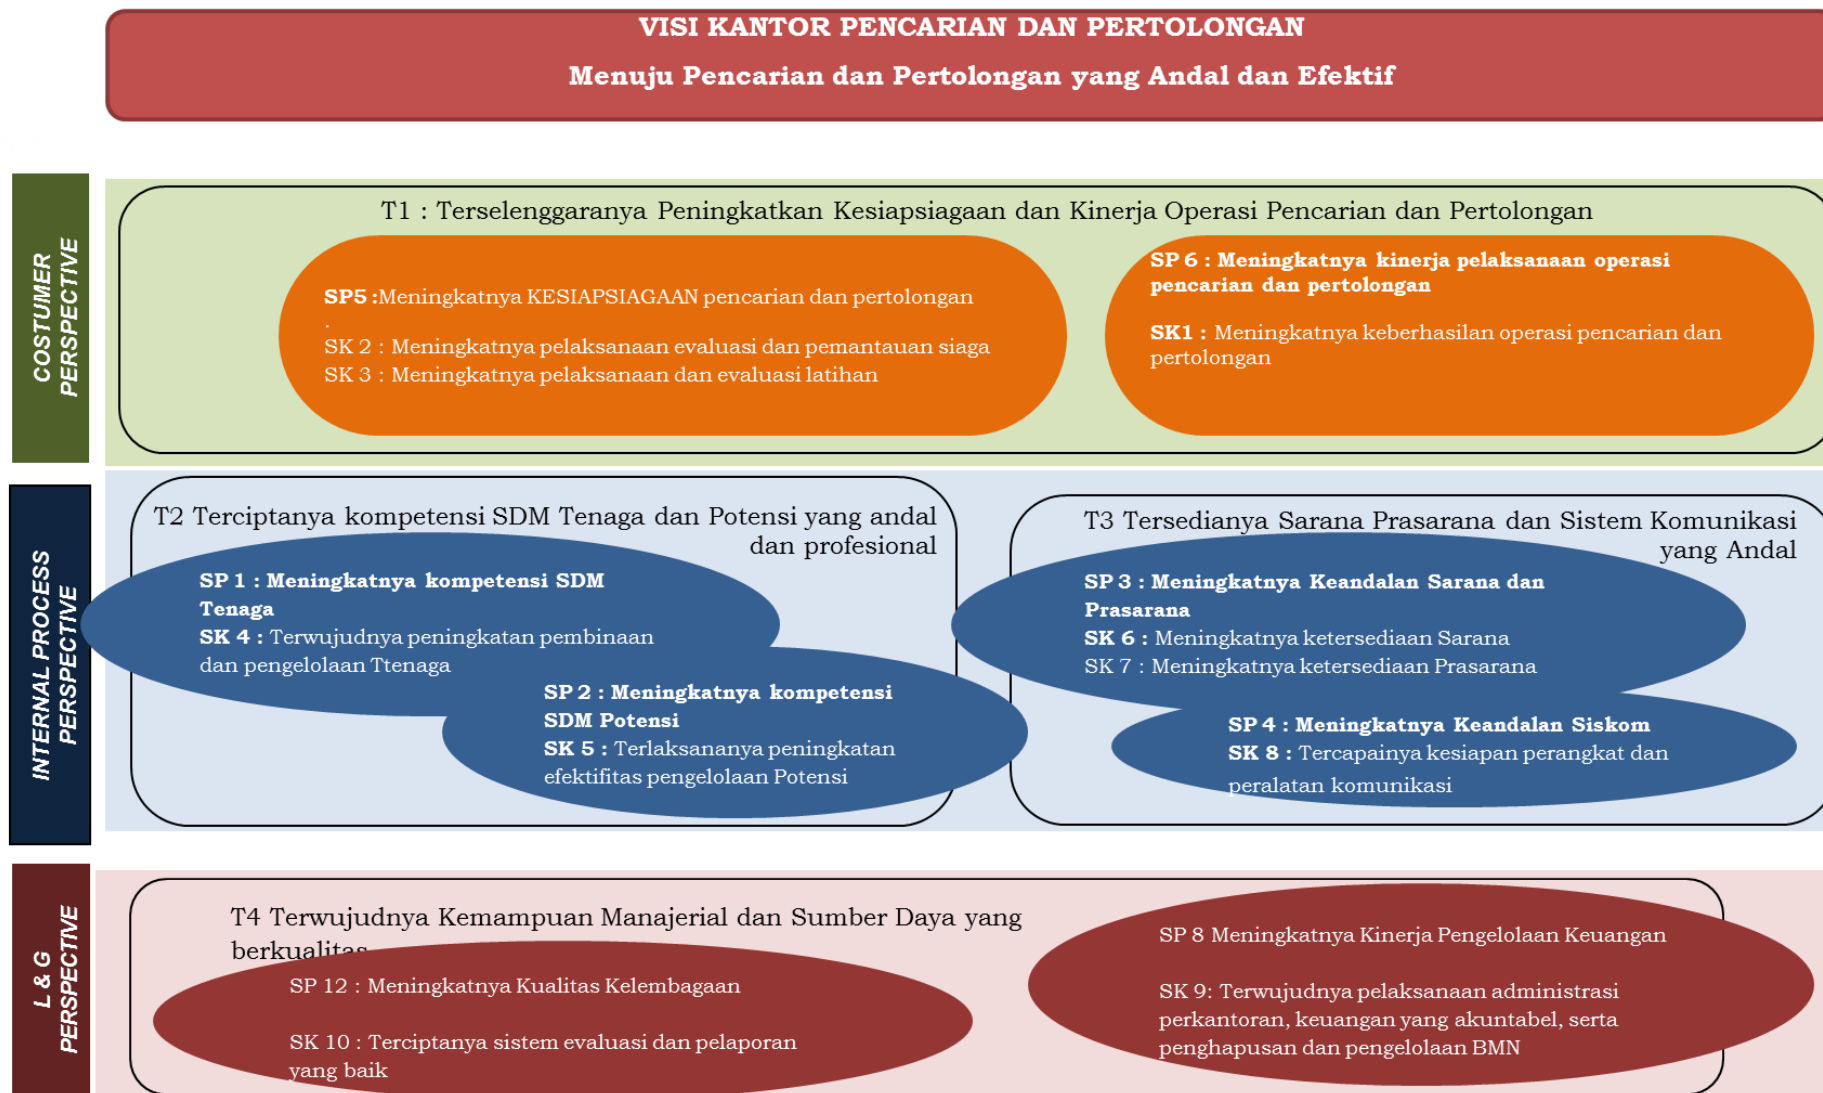 VISI KANTOR PENCARIAN DAN PERTOLONGAN
Menuju Pencarian dan Pertolongan yang Andal dan Efektif
COSTUMER
PERSPECTIVE
T1 : Terselenggaranya Peningkatkan Kesiapsiagaan dan Kinerja Operasi Pencarian dan Pertolongan
SP5 :Meningkatnya KESIAPSIAGAAN pencarian dan pertolongan
.
SK 2 : Meningkatnya pelaksanaan evaluasi dan pemantauan siaga
SK 3 : Meningkatnya pelaksanaan dan evaluasi latihan
SP 6 : Meningkatnya kinerja pelaksanaan operasi
pencarian dan pertolongan
SK1 : Meningkatnya keberhasilan operasi pencarian dan
pertolongan
INTERNAL PROCESS
PERSPECTIVE
T2 Terciptanya kompetensi SDM Tenaga dan Potensi yang andal
dan profesional
SP 1 : Meningkatnya kompetensi SDM
Tenaga
SK 4 : Terwujudnya peningkatan pembinaan
dan pengelolaan Ttenaga
SP 2 : Meningkatnya kompetensi
SDM Potensi
SK 5 : Terlaksananya peningkatan
efektifitas pengelolaan Potensi
T3 Tersedianya Sarana Prasarana dan Sistem Komunikasi
yang Andal
SP 3 : Meningkatnya Keandalan Sarana dan
Prasarana
SK 6 : Meningkatnya ketersediaan Sarana
SK 7 : Meningkatnya ketersediaan Prasarana
SP 4 : Meningkatnya Keandalan Siskom
SK 8 : Tercapainya kesiapan perangkat dan
peralatan komunikasi
L & G
PERSPECTIVE
T4 Terwujudnya Kemampuan Manajerial dan Sumber Daya yang
berkualitas
SP 12 : Meningkatnya Kualitas Kelembagaan
SK 10 : Terciptanya sistem evaluasi dan pelaporan
yang baik
SP 8 Meningkatnya Kinerja Pengelolaan Keuangan
SK 9: Terwujudnya pelaksanaan administrasi
perkantoran, keuangan yang akuntabel, serta
penghapusan dan pengelolaan BMN